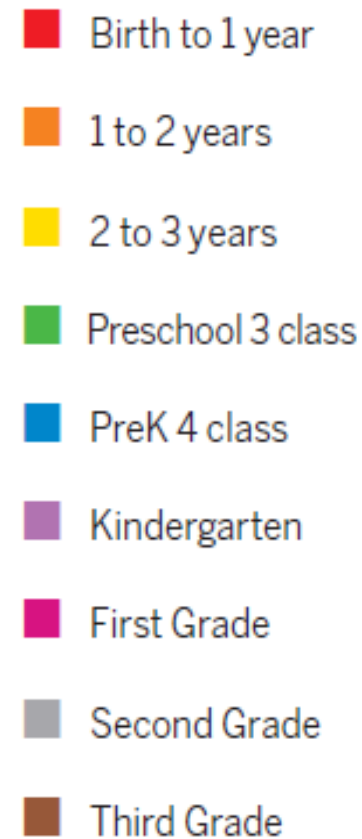 Birth to 1 year
1 to 2 years
2 to 3 years
Preschool 3 class
PreK 4 class
Kindergarten
First Grade
Second Grade
Third Grade